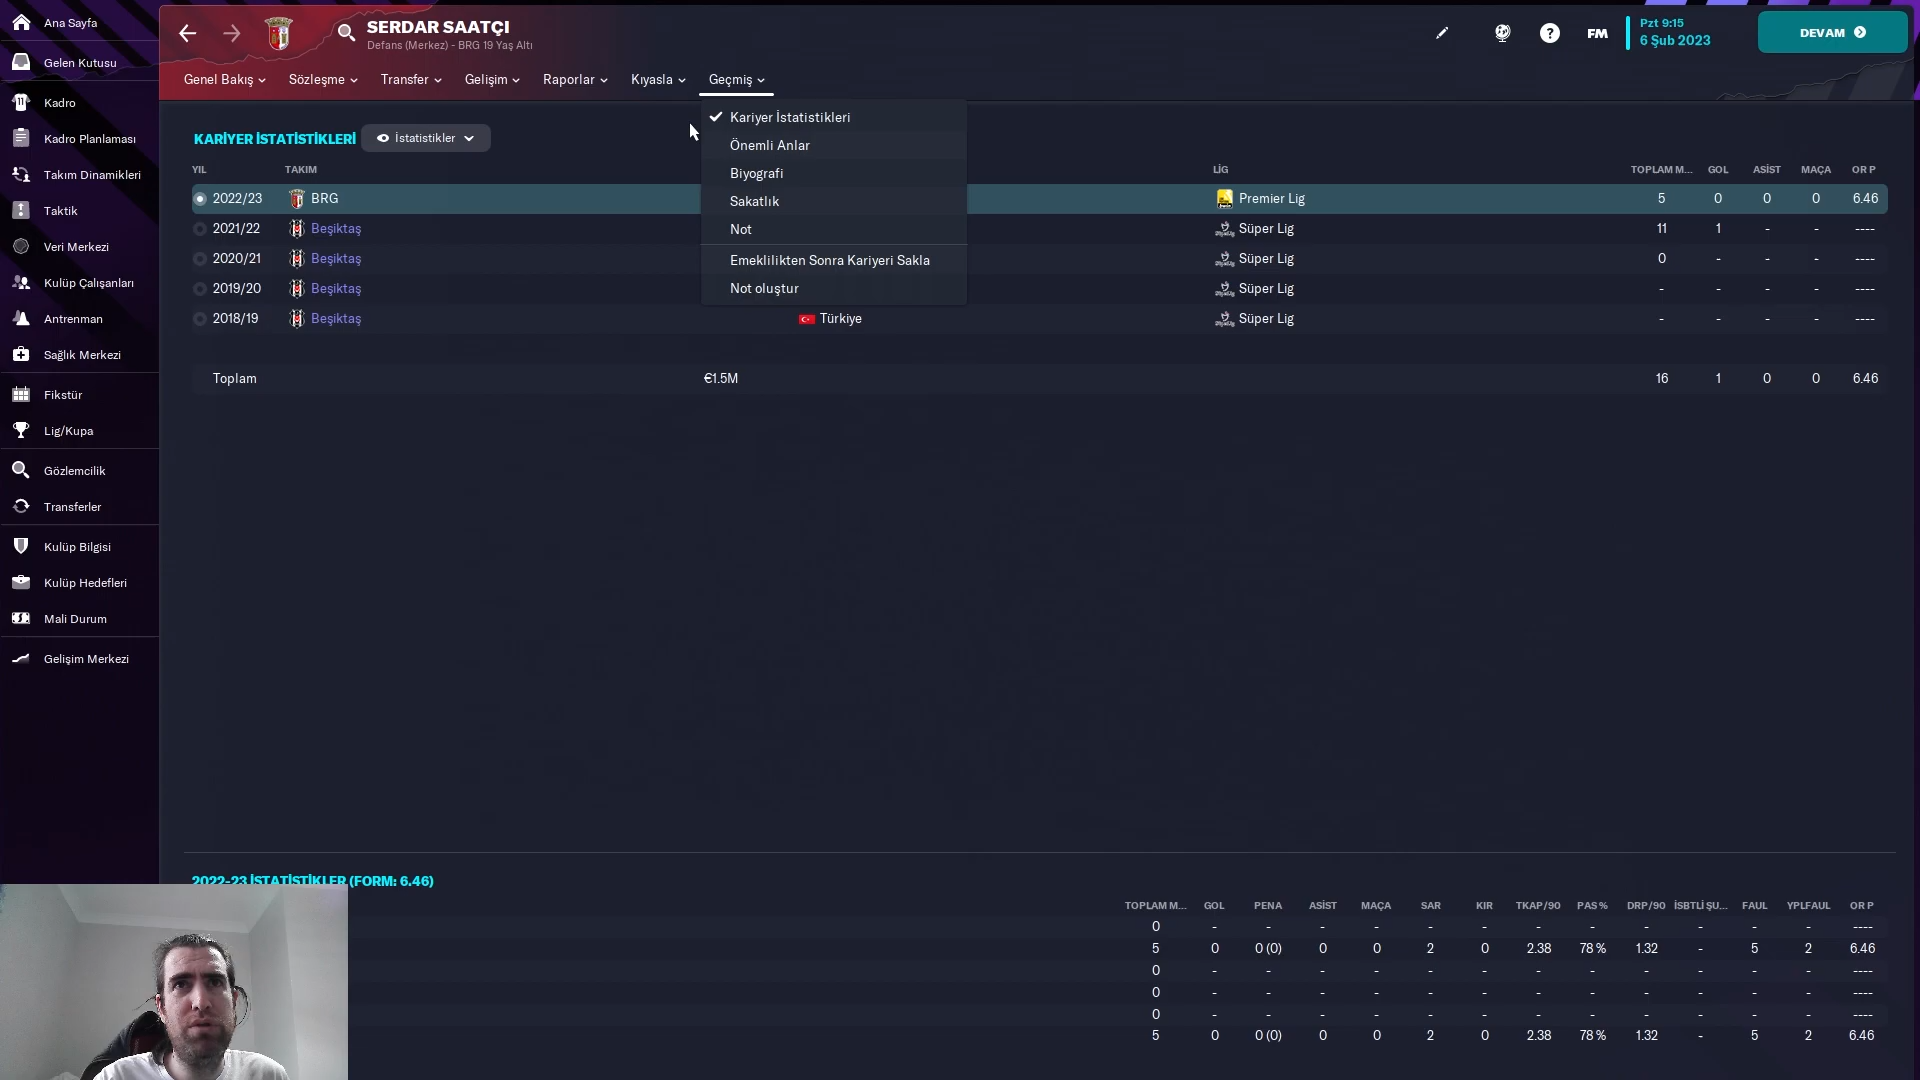 Ana Sayfa
Gelen Kutusu
Kadro
Kadro Planlaması
Takım Dinamikleri
Taktik
Veri Merkezi
Kulüp Çalışanları
Antrenman
Sağlık Merkezi
Fikstür
Lig/Kupa
Gözlemcilik
Transferler
Kulüp Bilgisi
Kulüp Hedefleri
Mali Durum
Gelişim Merkezi
SERDAR SAATÇI
Defans (Merkez) - BRG 19 Yaş Altı
FM
Pzt 9:15
6 Şub 2023
DEVAM
Genel Bakış Sözleşme Transfer Gelişim Raporlar Kıyasla Geçmiş
Kariyer İstatistikleri
Önemli Anlar
Biyografi
Sakatlık
Not
Emeklilikten Sonra Kariyeri Sakla
Not oluştur
KARİYER İSTATİSTİKLERİ İstatistikler
YIL TAKIM LİG TOPLAM M... GOL ASİST MAÇA OR P
2022/23 BRG Premier Lig 5 0 0 0 6.46
2021/22 Beşiktaş Süper Lig 11 1 - - ----
2020/21 Beşiktaş Süper Lig 0 - - - ----
2019/20 Beşiktaş Süper Lig - - - - ----
2018/19 Beşiktaş Türkiye Süper Lig - - - - ----
Toplam €1.5M 16 1 0 0 6.46
2022-23 İSTATİSTİKLER (FORM: 6.46)
TOPLAM M... GOL PENA ASİST MAÇA SAR KIR TKAP/90 PAS % DRP/90 İSBTLİ ŞU... FAUL YPLFAUL OR P
0 - - - - - - - - - - - - ----
5 0 0 (0) 0 0 2 0 2.38 78 % 1.32 - 5 2 6.46
0 - - - - - - - - - - - - ----
0 - - - - - - - - - - - - ----
0 - - - - - - - - - - - - ----
5 0 0 (0) 0 0 2 0 2.38 78 % 1.32 - 5 2 6.46